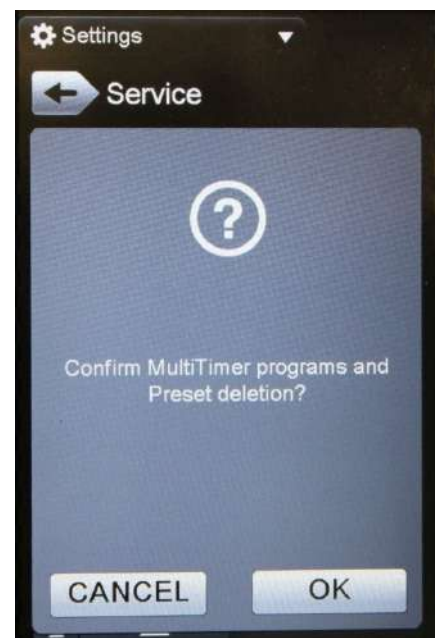 Settings
Service
?
Confirm MultiTimer programs and
Preset deletion?
CANCEL
OK